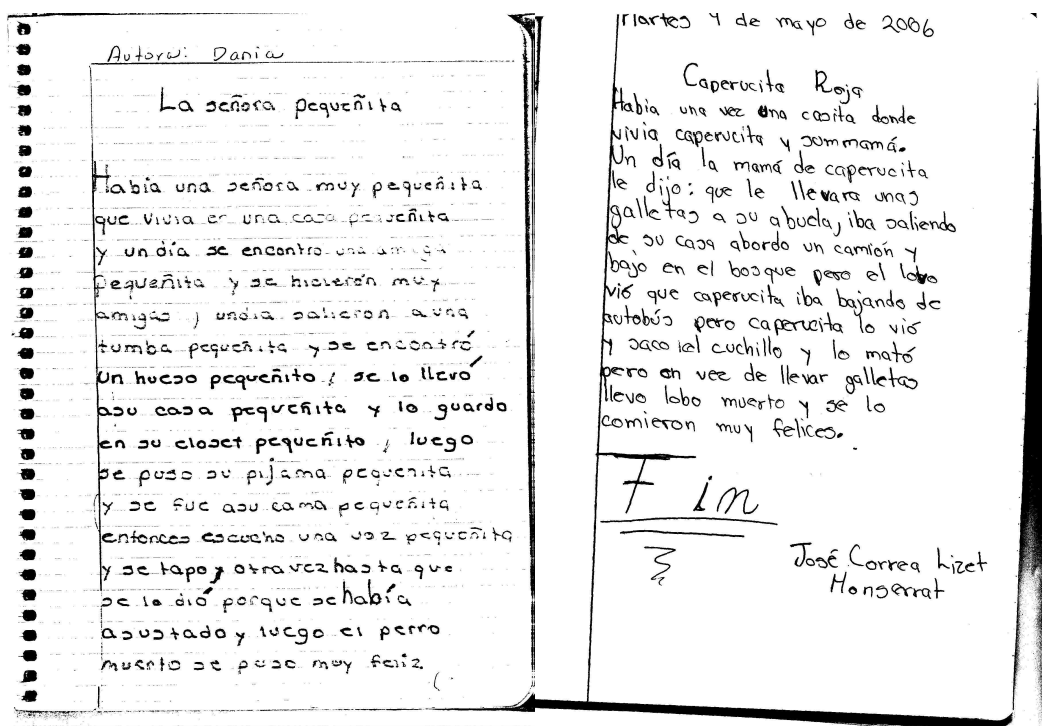 Autora: Dania
La señora pequeñita
Había una señora muy pequeñita
que vivia en una casa pequeñita
y un día se encontro una amiga
pequeñita y se hicierón muy
amigas, undia salieron a una
tumba pequeñita y se encontró
un hueso pequeñito, se lo llevó
asu casa pequeñita y lo guardo
en su closet pequeñito, luego
se puso su pijama pequeñita
y se fue asu cama pequeñita
entonces escucho una voz pequeñita
y se tapo y otra vez hasta que
se lo dió porque se había
asustado y luego el perro
muerto se puso muy feliz
Martes 4 de mayo de 2006
Caperucita Roja
Habia una vez una casita donde
vivia caperucita y summamá.
Un día la mamá de caperucita
le dijo: que le llevara unas
galletas a su abuela, iba saliendo
de su casa abordo un camión y
bajo en el bosque pero el lobo
vió que caperucita iba bajando de
autobús pero caperucita lo vió
y saco el cuchillo y lo mató
pero en vez de llevar galletas
llevo lobo muerto y se lo
comieron muy felices.
Fin
José Correa Lizet
Monserrat